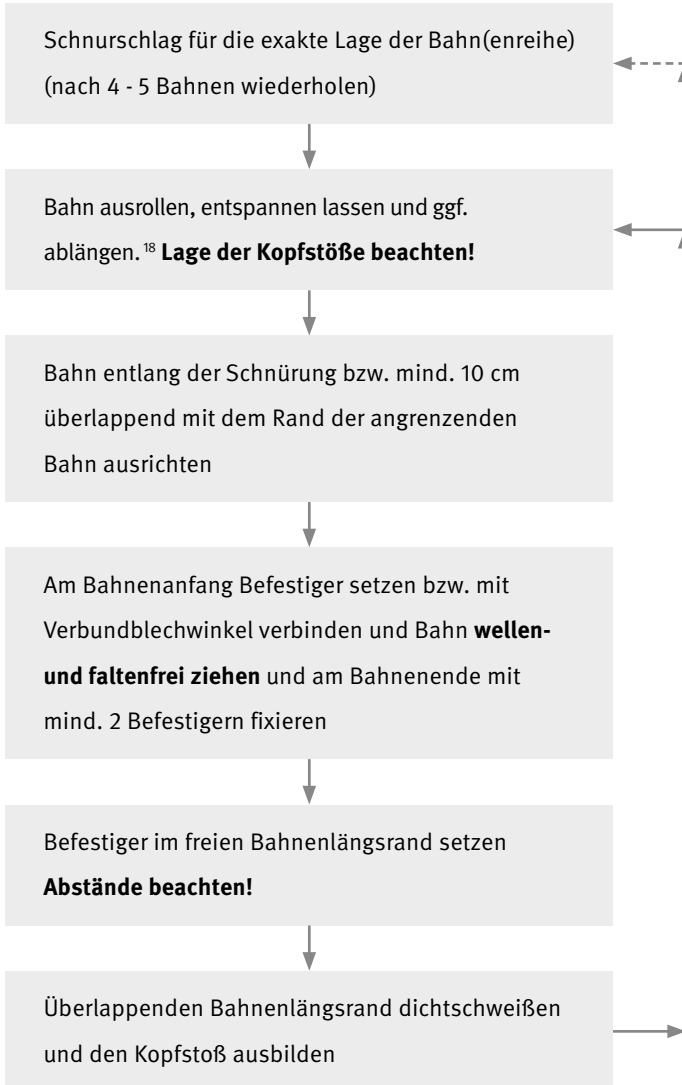 Schnurschlag für die exakte Lage der Bahn(enreihe)
(nach 4 - 5 Bahnen wiederholen)
Bahn ausrollen, entspannen lassen und ggf.
ablängen.¹⁸ Lage der Kopfstöße beachten!
Bahn entlang der Schnürung bzw. mind. 10 cm
überlappend mit dem Rand der angrenzenden
Bahn ausrichten
Am Bahnenanfang Befestiger setzen bzw. mit
Verbundblechwinkel verbinden und Bahn wellen-
und faltenfrei ziehen und am Bahnenende mit
mind. 2 Befestigern fixieren
Befestiger im freien Bahnenlängsrand setzen
Abstände beachten!
Überlappenden Bahnenlängsrand dichtschweißen
und den Kopfstoß ausbilden